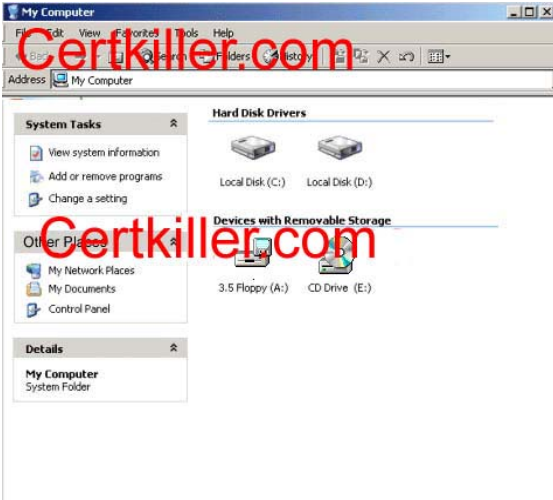 My Computer
File Edit View Favorites Tools Help
Certkiller.com
Back Search Folders History
Address My Computer
System Tasks
View system information
Add or remove programs
Change a setting
Other Places
My Network Places
My Documents
Control Panel
Details
My Computer
System Folder
Hard Disk Drivers
Local Disk (C:) Local Disk (D:)
Devices with Removable Storage
Certkiller.com
3.5 Floppy (A:) CD Drive (E:)